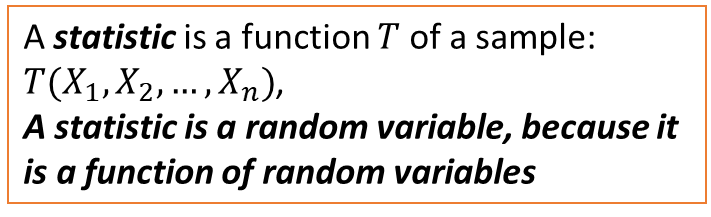 A statistic is a function T of a sample:
T(X₁, X₂, … , Xₙ),
A statistic is a random variable, because it
is a function of random variables